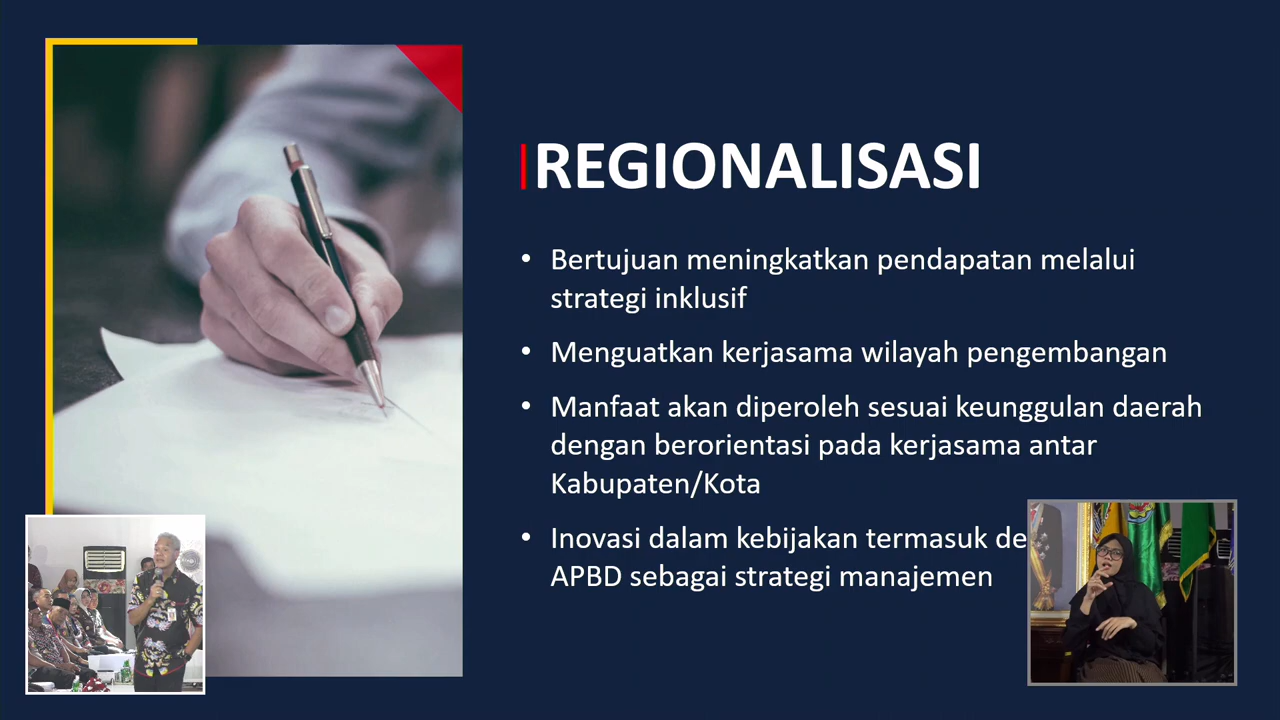 REGIONALISASI
• Bertujuan meningkatkan pendapatan melalui
strategi inklusif
• Menguatkan kerjasama wilayah pengembangan
• Manfaat akan diperoleh sesuai keunggulan daerah
dengan berorientasi pada kerjasama antar
Kabupaten/Kota
• Inovasi dalam kebijakan termasuk
APBD sebagai strategi manajemen